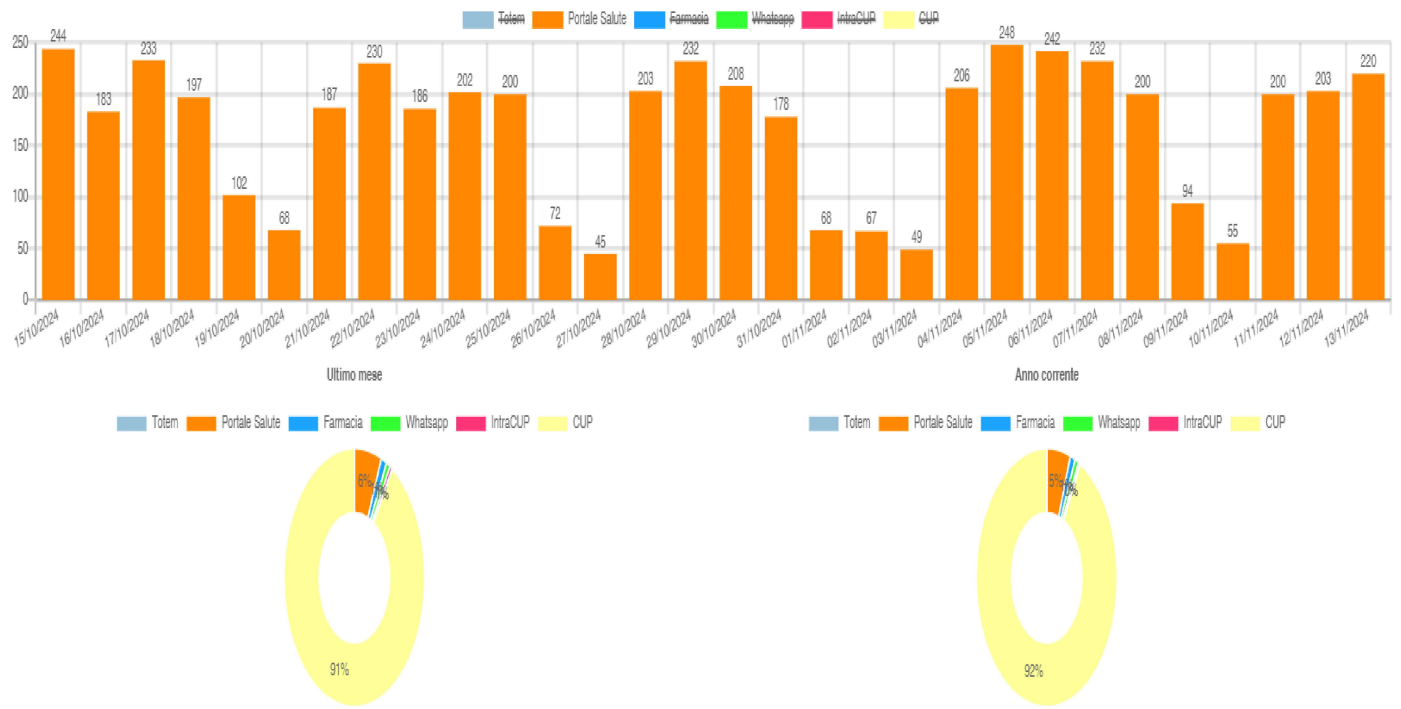 Totem Portale Salute Farmacia Whatsapp IntraCUP CUP
250
200
150
100
50
0
244 183 233 197 102 68 187 230 186 202 200 72 45 203 232 208 178 68 67 49 206 248 242 232 200 94 55 200 203 220
15/10/2024 16/10/2024 17/10/2024 18/10/2024 19/10/2024 20/10/2024 21/10/2024 22/10/2024 23/10/2024 24/10/2024 25/10/2024 26/10/2024 27/10/2024 28/10/2024 29/10/2024 30/10/2024 31/10/2024 01/11/2024 02/11/2024 03/11/2024 04/11/2024 05/11/2024 06/11/2024 07/11/2024 08/11/2024 09/11/2024 10/11/2024 11/11/2024 12/11/2024 13/11/2024
Ultimo mese
Totem Portale Salute Farmacia Whatsapp IntraCUP CUP
6%
91%
Anno corrente
Totem Portale Salute Farmacia Whatsapp IntraCUP CUP
5%
92%